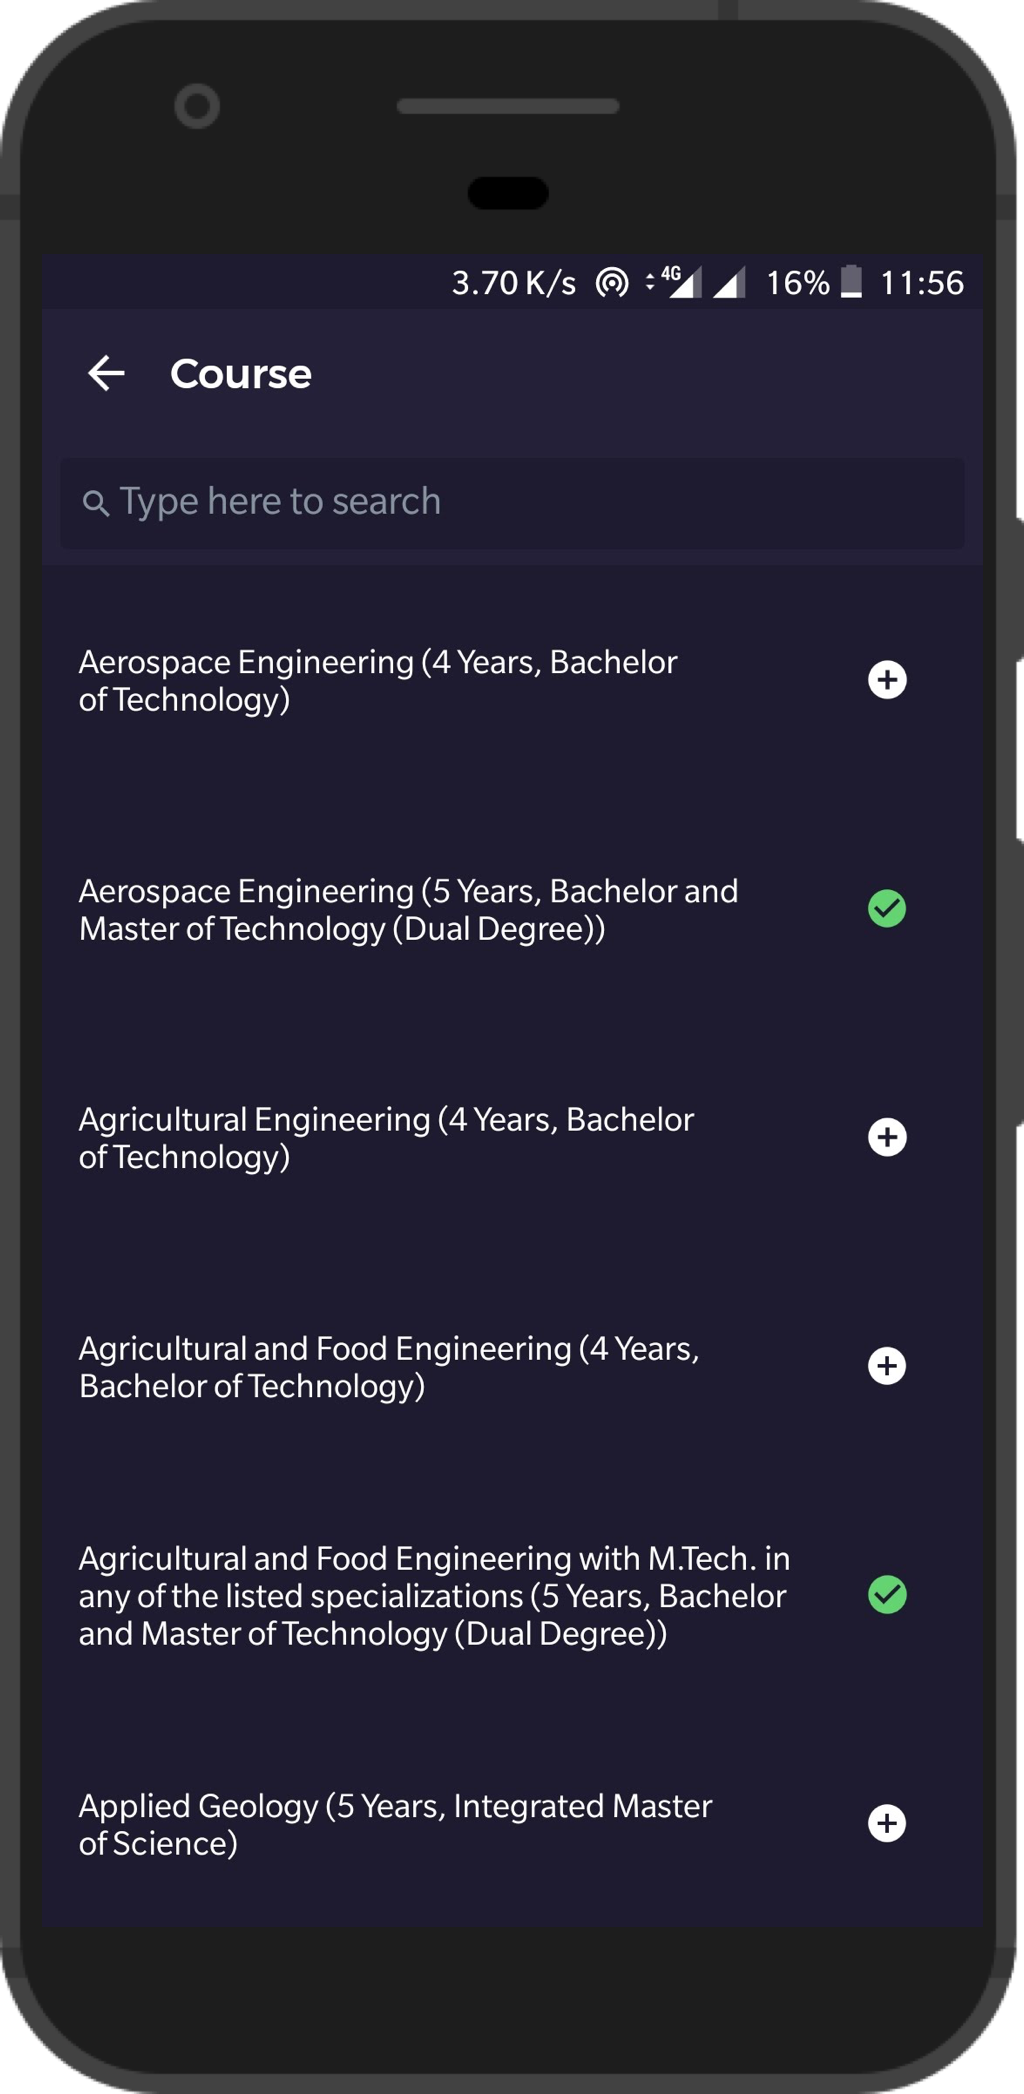 3.70 K/s 4G 16% 11:56
Course
Type here to search
Aerospace Engineering (4 Years, Bachelor
of Technology)
Aerospace Engineering (5 Years, Bachelor and
Master of Technology (Dual Degree))
Agricultural Engineering (4 Years, Bachelor
of Technology)
Agricultural and Food Engineering (4 Years,
Bachelor of Technology)
Agricultural and Food Engineering with M.Tech. in
any of the listed specializations (5 Years, Bachelor
and Master of Technology (Dual Degree))
Applied Geology (5 Years, Integrated Master
of Science)